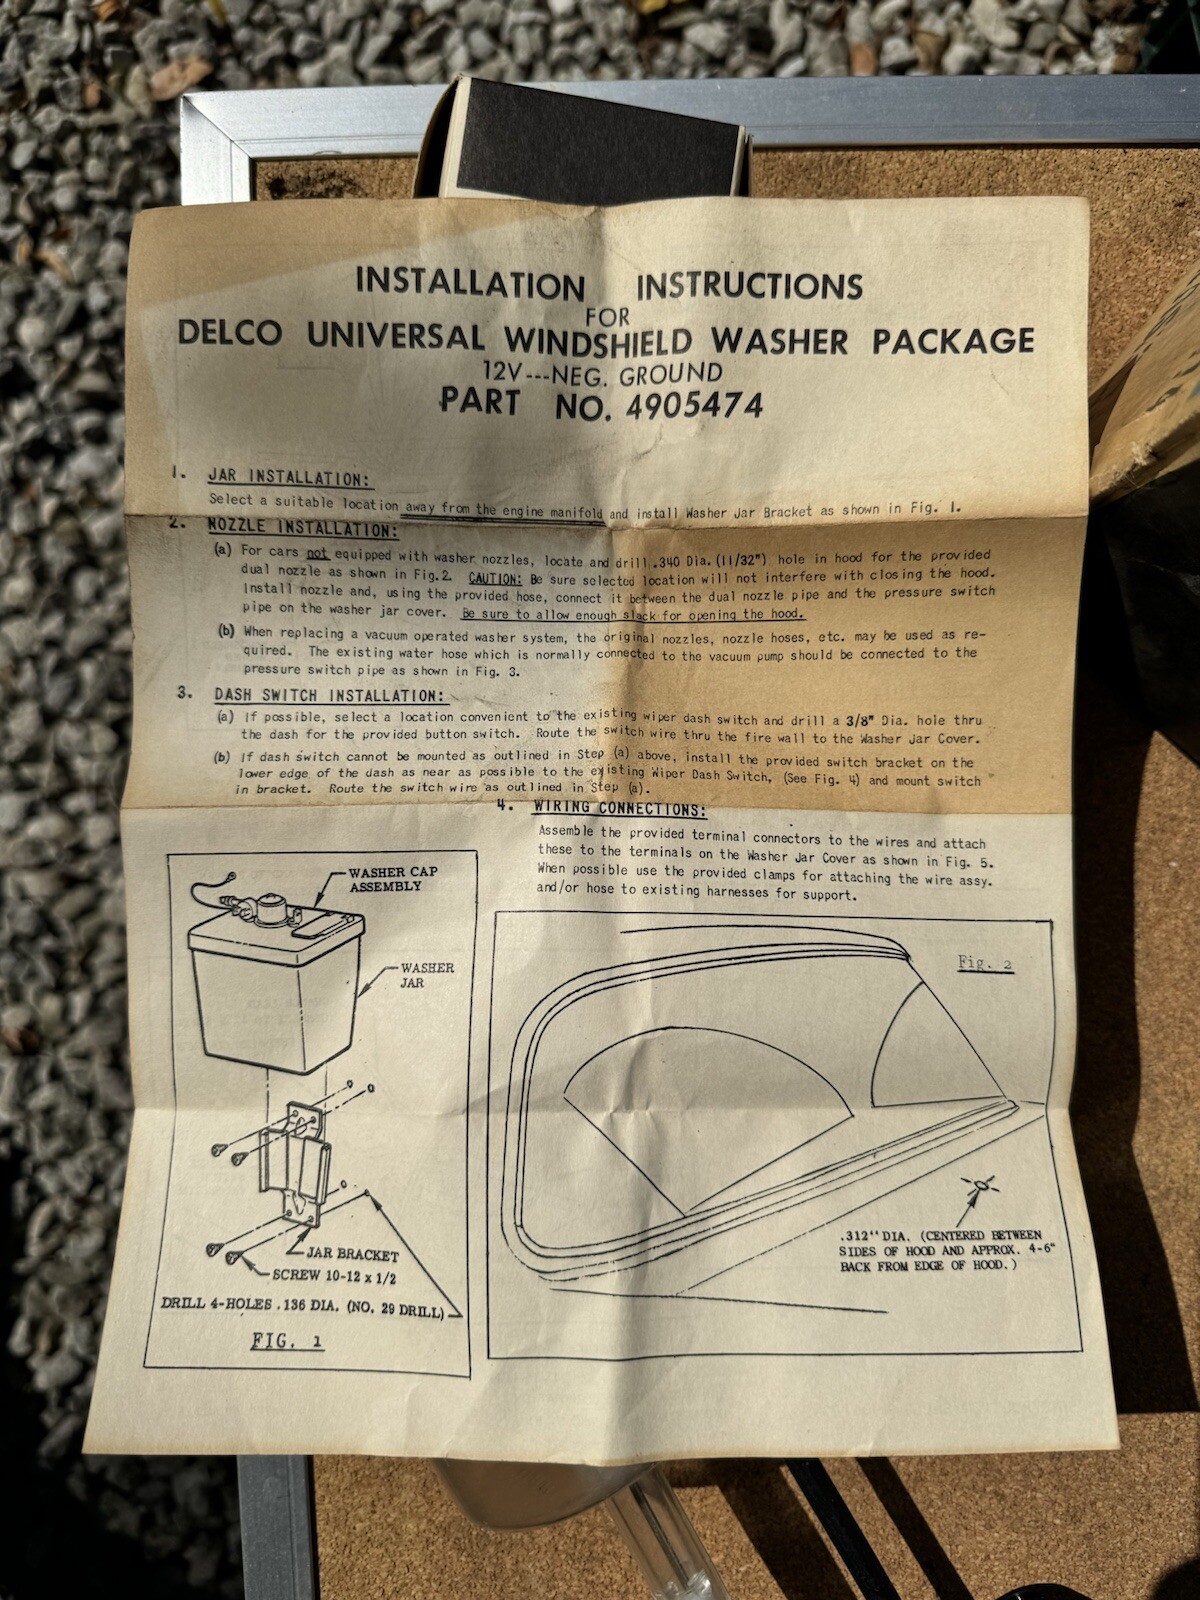 INSTALLATION INSTRUCTIONS
FOR
DELCO UNIVERSAL WINDSHIELD WASHER PACKAGE
12V---NEG. GROUND
PART NO. 4905474
1. JAR INSTALLATION:
Select a suitable location away from the engine manifold and install Washer Jar Bracket as shown in Fig. 1.
2. NOZZLE INSTALLATION:
(a) For cars not equipped with washer nozzles, locate and drill .340 Dia. (11/32") hole in hood for the provided
dual nozzle as shown in Fig.2. CAUTION: Be sure selected location will not interfere with closing the hood.
Install nozzle and, using the provided hose, connect it between the dual nozzle pipe and the pressure switch
pipe on the washer jar cover. Be sure to allow enough slack for opening the hood.
(b) When replacing a vacuum operated washer system, the original nozzles, nozzle hoses, etc. may be used as re-
quired. The existing water hose which is normally connected to the vacuum pump should be connected to the
pressure switch pipe as shown in Fig. 3.
3. DASH SWITCH INSTALLATION:
(a) If possible, select a location convenient to the existing wiper dash switch and drill a 3/8" Dia. hole thru
the dash for the provided button switch. Route the switch wire thru the fire wall to the Washer Jar Cover.
(b) If dash switch cannot be mounted as outlined in Step (a) above, install the provided switch bracket on the
lower edge of the dash as near as possible to the existing Wiper Dash Switch, (See Fig. 4) and mount switch
in bracket. Route the switch wire as outlined in Step (a).
4. WIRING CONNECTIONS:
Assemble the provided terminal connectors to the wires and attach
these to the terminals on the Washer Jar Cover as shown in Fig. 5.
When possible use the provided clamps for attaching the wire assy.
and/or hose to existing harnesses for support.
WASHER CAP
ASSEMBLY
WASHER
JAR
JAR BRACKET
SCREW 10-12 x 1/2
DRILL 4-HOLES .136 DIA. (NO. 29 DRILL)
FIG. 1
Fig. 2
.312" DIA. (CENTERED BETWEEN
SIDES OF HOOD AND APPROX. 4-6"
BACK FROM EDGE OF HOOD.)